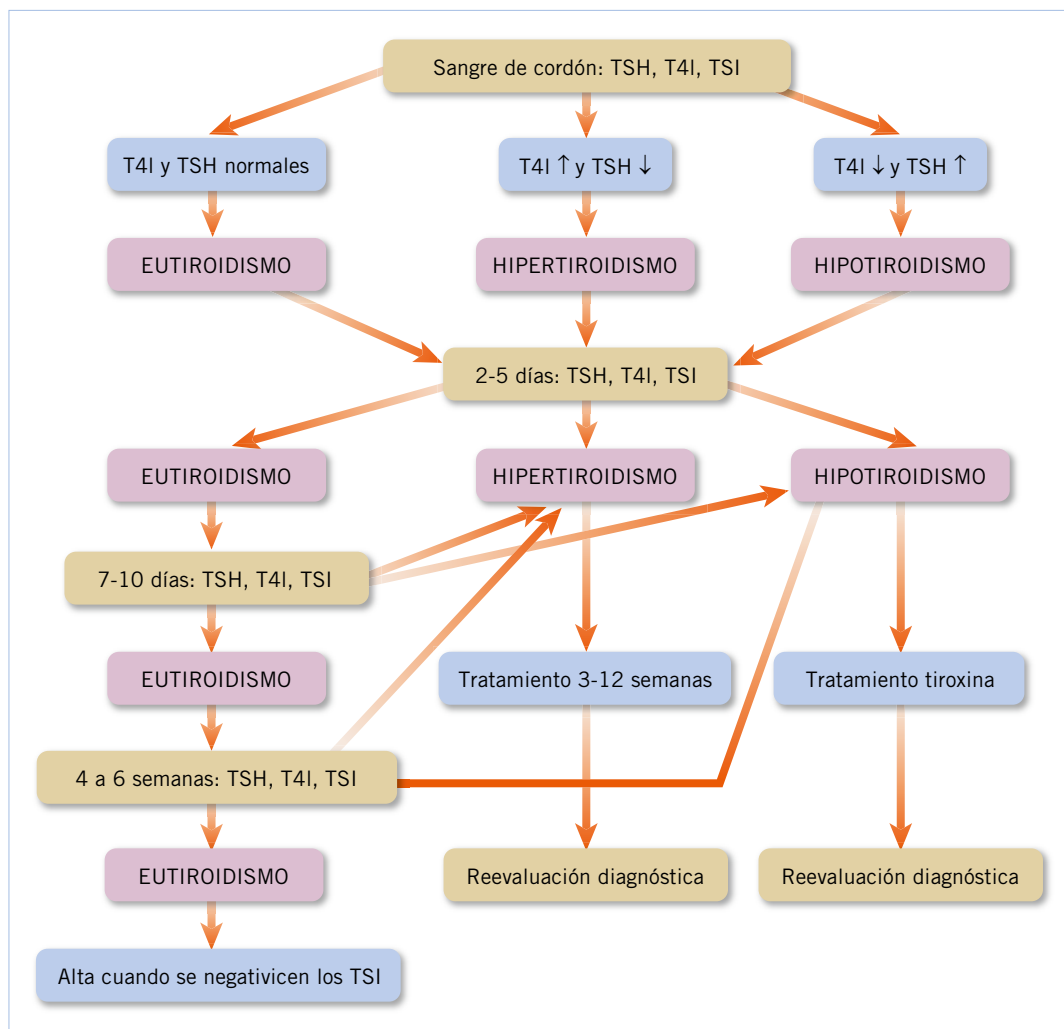 Sangre de cordón: TSH, T4l, TSI
T4l y TSH normales
T4l ↑ y TSH ↓
T4l ↓ y TSH ↑
EUTIROIDISMO
HIPERTIROIDISMO
HIPOTIROIDISMO
2-5 días: TSH, T4l, TSI
EUTIROIDISMO
HIPERTIROIDISMO
HIPOTIROIDISMO
7-10 días: TSH, T4l, TSI
EUTIROIDISMO
Tratamiento 3-12 semanas
Tratamiento tiroxina
4 a 6 semanas: TSH, T4l, TSI
EUTIROIDISMO
Reevaluación diagnóstica
Reevaluación diagnóstica
Alta cuando se negativicen los TSI